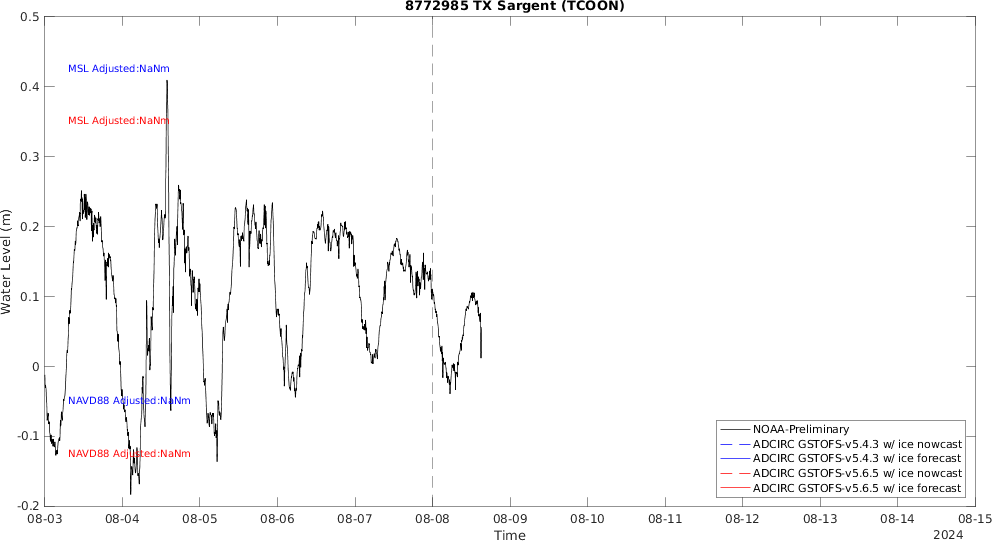 8772985 TX Sargent (TCOON)
0.5
0.4
0.3
0.2
0.1
0
-0.1
-0.2
Water Level (m)
MSL Adjusted:NaNm
MSL Adjusted:NaNm
NAVD88 Adjusted:NaNm
NAVD88 Adjusted:NaNm
NOAA-Preliminary
ADCIRC GSTOFS-v5.4.3 w/ ice nowcast
ADCIRC GSTOFS-v5.4.3 w/ ice forecast
ADCIRC GSTOFS-v5.6.5 w/ ice nowcast
ADCIRC GSTOFS-v5.6.5 w/ ice forecast
08-03 08-04 08-05 08-06 08-07 08-08 08-09 08-10 08-11 08-12 08-13 08-14 08-15
Time
2024